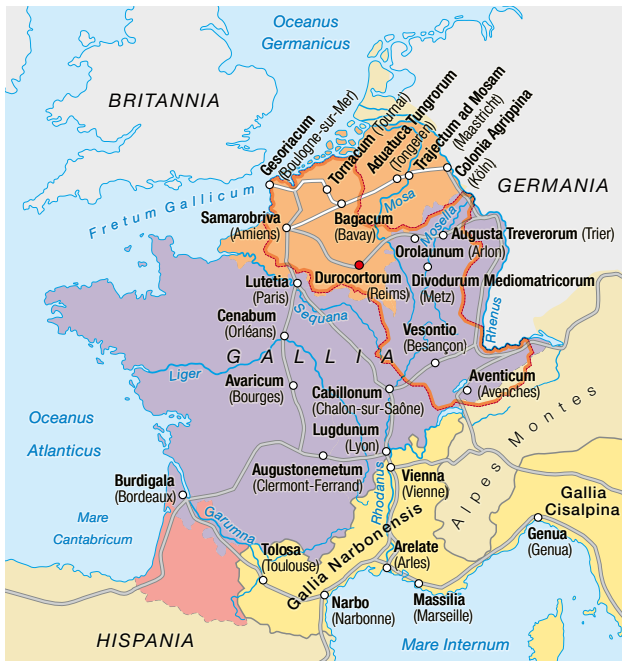 Oceanus
Germanicus
BRITANNIA
Gesoriacum
(Boulogne-sur-Mer)
Tornacum (Tournai)
Aduatuca Tungrorum
(Tongeren)
Trajectum ad Mosam
(Maastricht)
Colonia Agrippina
(Köln)
GERMANIA
Fretum Gallicum
Samarobriva
(Amiens)
Bagacum
(Bavay)
Mosa
Mosella
Augusta Treverorum (Trier)
Orolaunum
(Arlon)
Durocortorum
(Reims)
Divodurum Mediomatricorum
(Metz)
Lutetia
(Paris)
Sequana
Rhenus
Cenabum
(Orléans)
Vesontio
(Besançon)
GALLIA
Liger
Avaricum
(Bourges)
Cabillonum
(Chalon-sur-Saône)
Aventicum
(Avenches)
Oceanus
Atlanticus
Lugdunum
(Lyon)
Alpes Montes
Augustonemetum
(Clermont-Ferrand)
Vienna
(Vienne)
Burdigala
(Bordeaux)
Rhodanus
Gallia
Cisalpina
Mare
Cantabricum
Garumna
Tolosa
(Toulouse)
Gallia Narbonensis
Arelate
(Arles)
Genua
(Genua)
Narbo
(Narbonne)
Massilia
(Marseille)
HISPANIA
Mare Internum